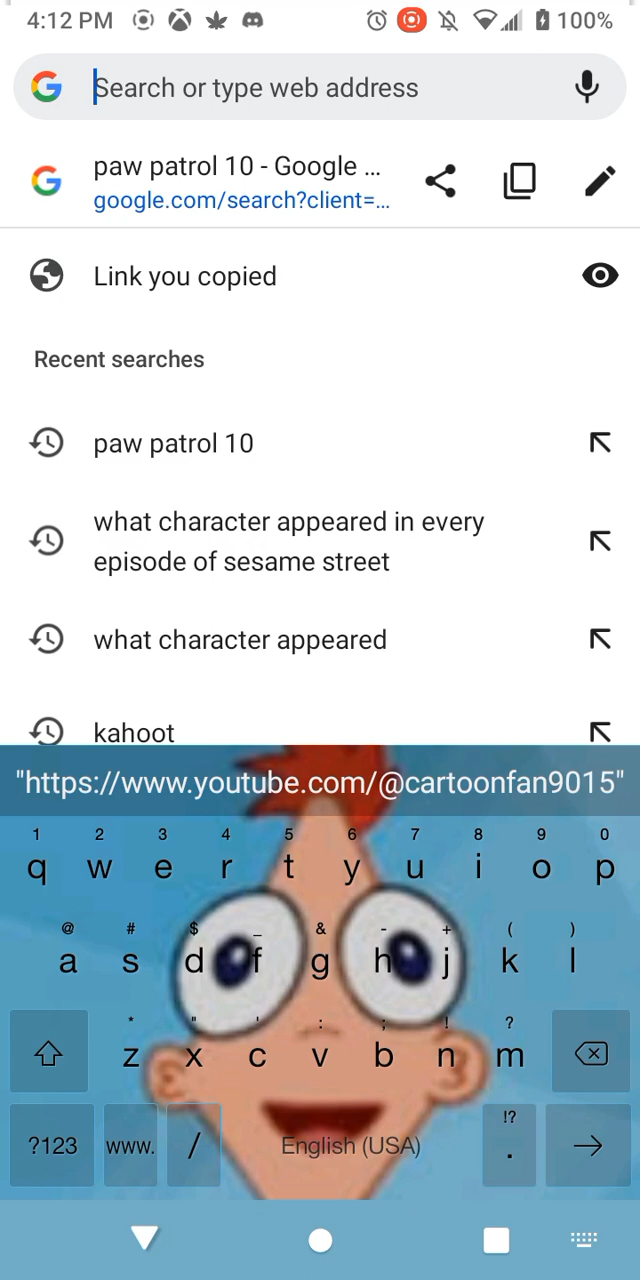 4:12 PM 100%
Search or type web address
paw patrol 10 - Google ...
google.com/search?client=...
Link you copied
Recent searches
paw patrol 10
what character appeared in every
episode of sesame street
what character appeared
kahoot
"https://www.youtube.com/@cartoonfan9015"
1 2 3 4 5 6 7 8 9 0
q w e r t y u i o p
@ # $ _ & - + ( )
a s d f g h j k l
* " ' : ; ! ?
z x c v b n m
!?
?123 www. / English (USA) .